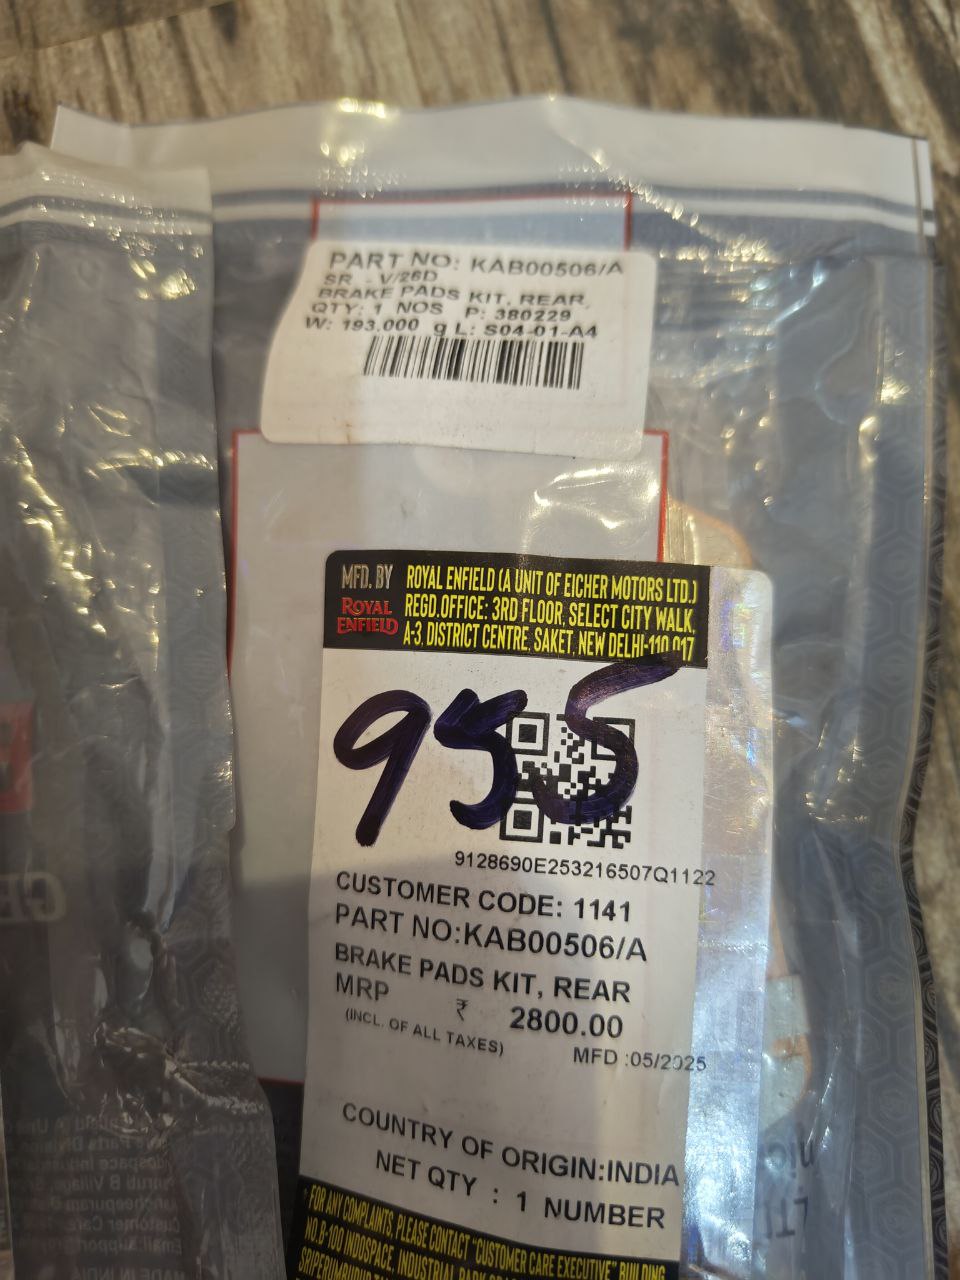 PART NO: KAB00506/A
SR - V/26D
BRAKE PADS KIT, REAR,
QTY: 1 NOS P: 380229
W: 193.000 g L: S04-01-A4
MFD. BY
ROYAL ENFIELD
ROYAL ENFIELD (A UNIT OF EICHER MOTORS LTD.)
REGD.OFFICE: 3RD FLOOR, SELECT CITY WALK,
A-3, DISTRICT CENTRE, SAKET, NEW DELHI-110 017
955
9128690E253216507Q1122
CUSTOMER CODE: 1141
PART NO:KAB00506/A
BRAKE PADS KIT, REAR
MRP ₹ 2800.00
(INCL. OF ALL TAXES)
MFD :05/2025
COUNTRY OF ORIGIN:INDIA
NET QTY : 1 NUMBER
FOR ANY COMPLAINTS, PLEASE CONTACT "CUSTOMER CARE EXECUTIVE" BUILDING
NO.B-100 INDOSPACE, INDUSTRIAL PARK